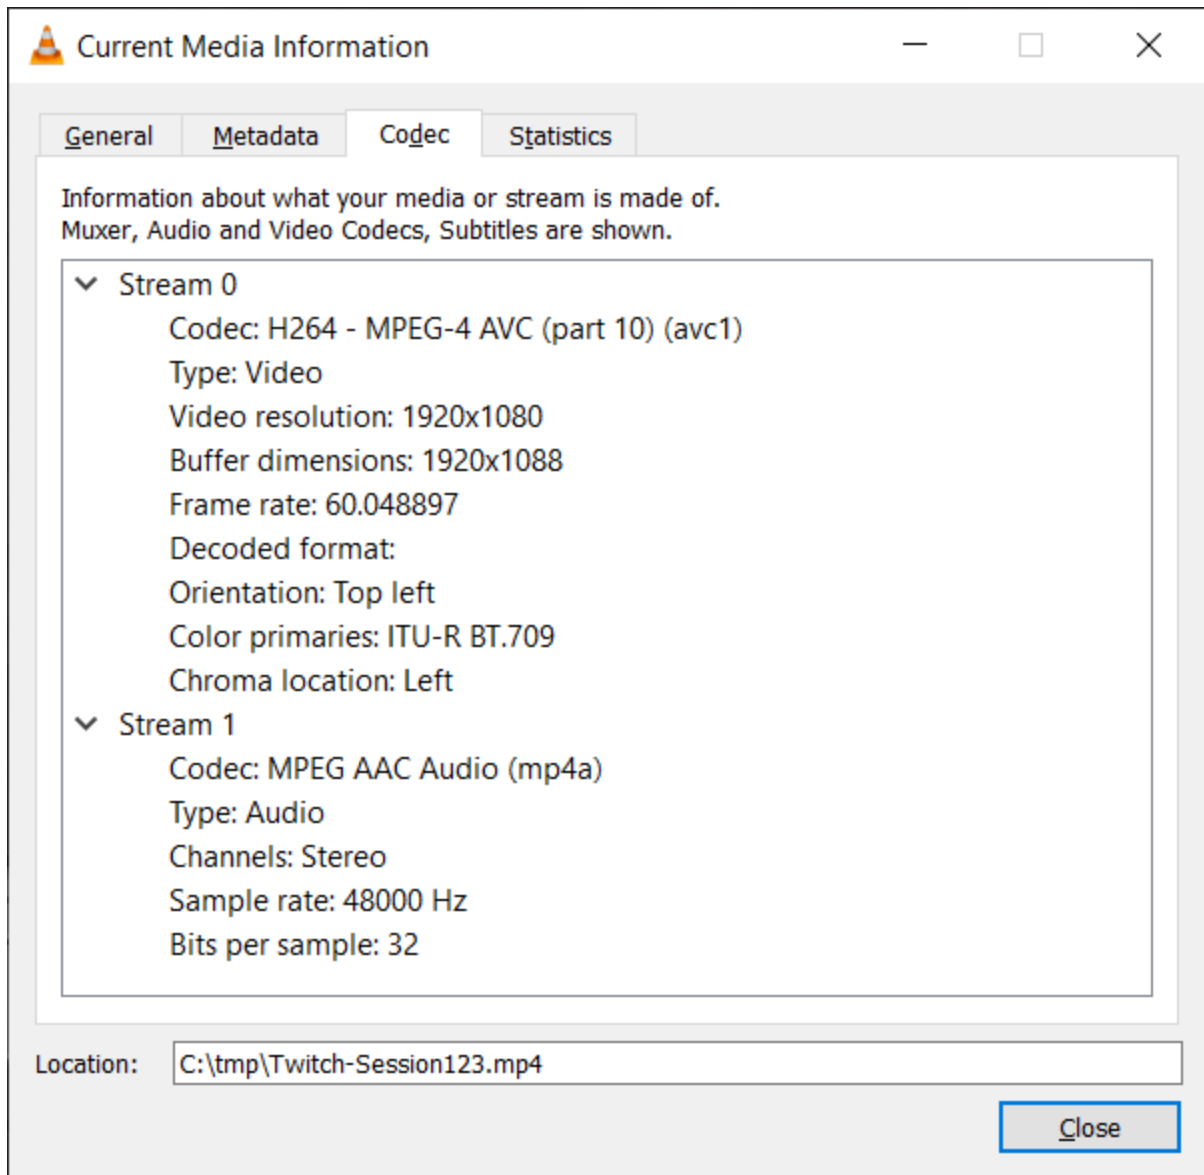 Current Media Information
General Metadata Codec Statistics
Information about what your media or stream is made of.
Muxer, Audio and Video Codecs, Subtitles are shown.
Stream 0
Codec: H264 - MPEG-4 AVC (part 10) (avc1)
Type: Video
Video resolution: 1920x1080
Buffer dimensions: 1920x1088
Frame rate: 60.048897
Decoded format:
Orientation: Top left
Color primaries: ITU-R BT.709
Chroma location: Left
Stream 1
Codec: MPEG AAC Audio (mp4a)
Type: Audio
Channels: Stereo
Sample rate: 48000 Hz
Bits per sample: 32
Location: C:\tmp\Twitch-Session123.mp4
Close